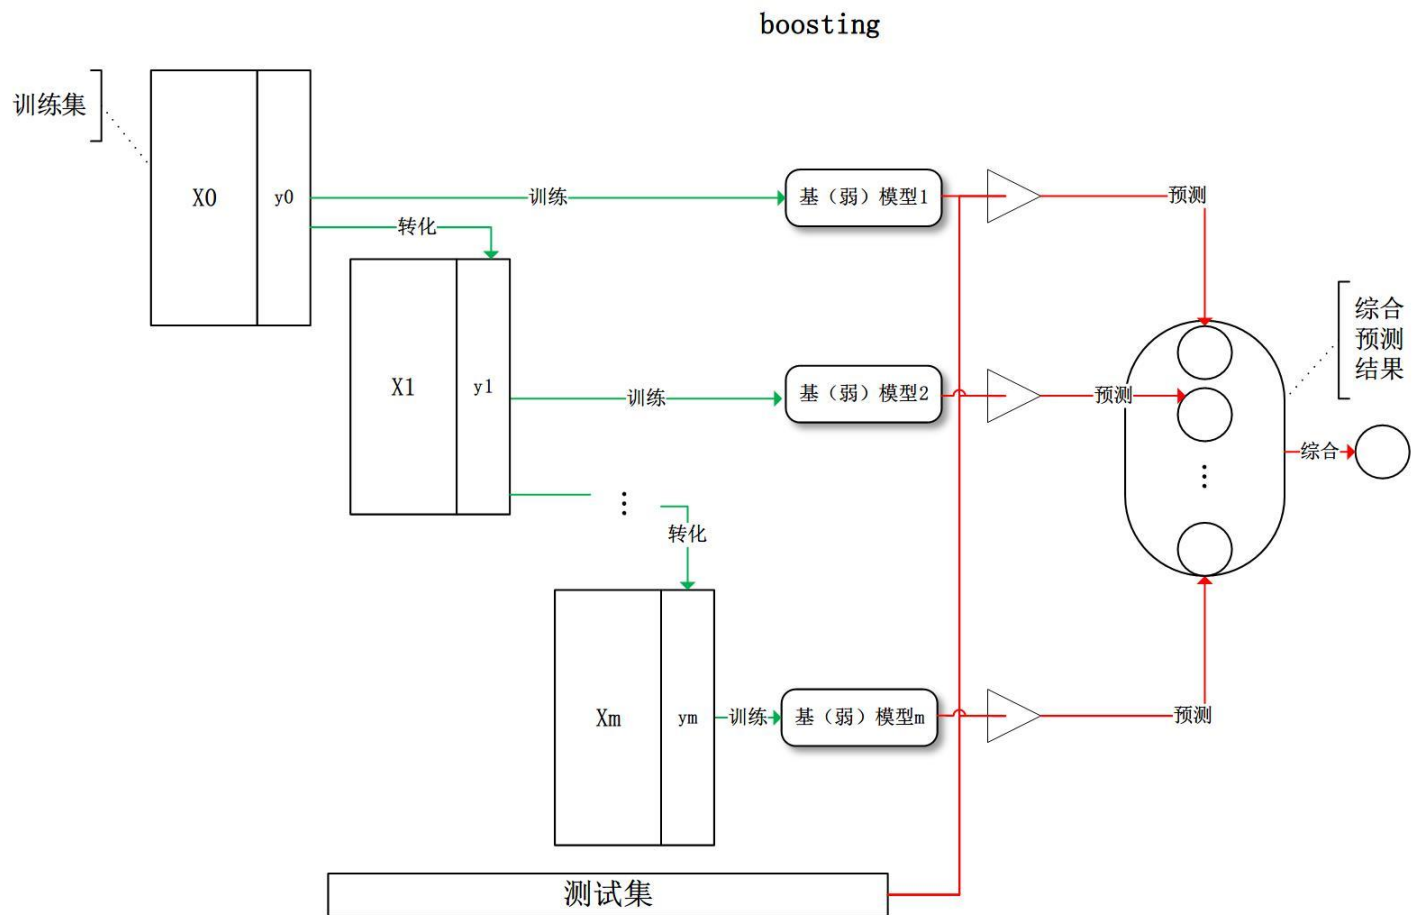 boosting
训练集
X0
y0
训练
基（弱）模型1
预测
转化
X1
y1
训练
基（弱）模型2
预测
综合
预测
结果
综合
转化
Xm
ym
训练
基（弱）模型m
预测
测试集